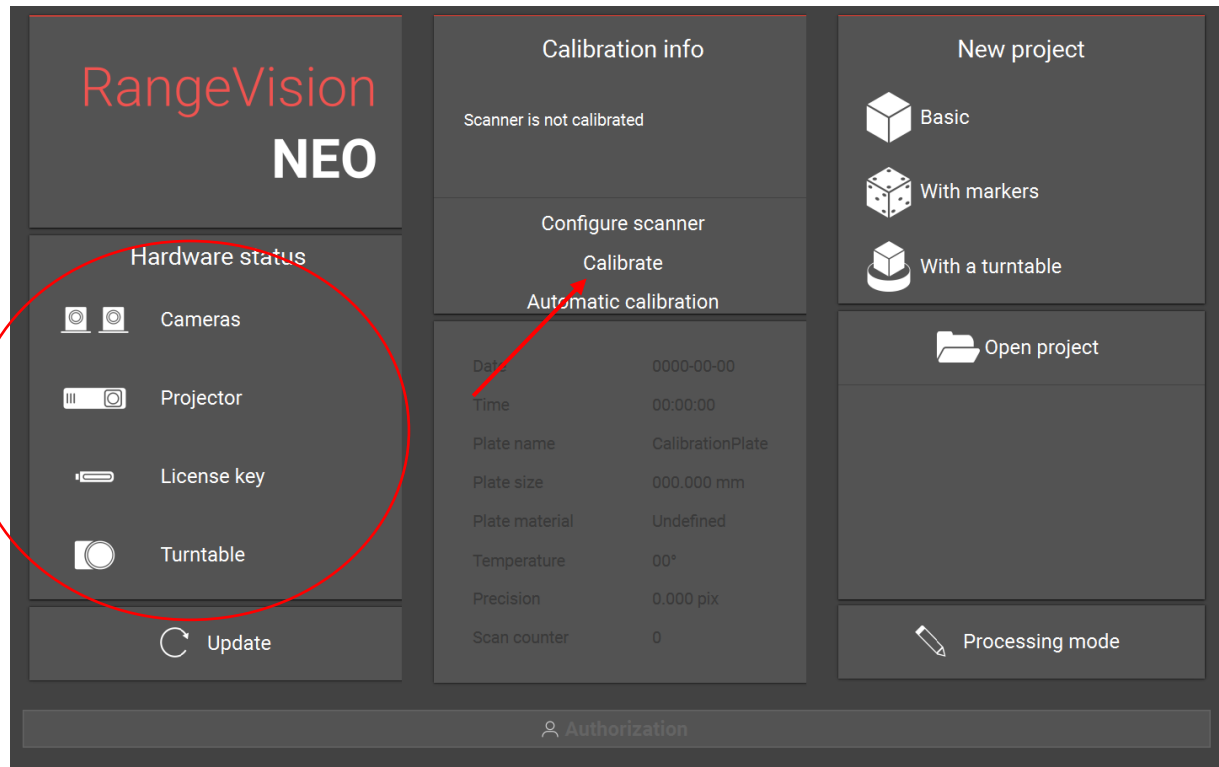 RangeVision
NEO
Hardware status
Cameras
Projector
License key
Turntable
Update
Calibration info
Scanner is not calibrated
Configure scanner
Calibrate
Automatic calibration
Date 0000-00-00
Time 00:00:00
Plate name CalibrationPlate
Plate size 000.000 mm
Plate material Undefined
Temperature 00°
Precision 0.000 pix
Scan counter 0
New project
Basic
With markers
With a turntable
Open project
Processing mode
Authorization